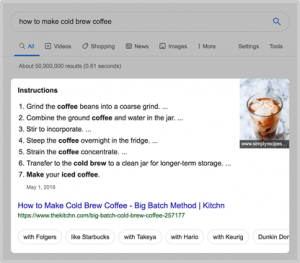 how to make cold brew coffee
All Videos Shopping News Images More Settings Tools
About 50,900,000 results (0.61 seconds)
Instructions
1. Grind the coffee beans into a coarse grind. ...
2. Combine the ground coffee and water in the jar. ...
3. Stir to incorporate. ...
4. Steep the coffee overnight in the fridge. ...
5. Strain the coffee concentrate. ...
6. Transfer to the cold brew to a clean jar for longer-term storage. ...
7. Make your iced coffee.
www.simplyrecipes...
May 1, 2018
How to Make Cold Brew Coffee - Big Batch Method | Kitchn
https://www.thekitchn.com/big-batch-cold-brew-coffee-257177
with Folgers like Starbucks with Takeya with Hario with Keurig Dunkin Don